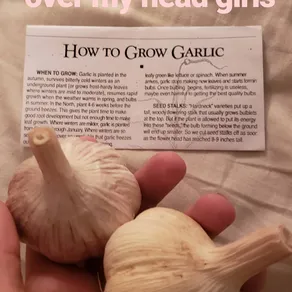 over my head girls
HOW TO GROW GARLIC
WHEN TO GROW: Garlic is planted in the
autumn, survives bitterly cold winters as an
underground plant (or grows frost-hardy leaves
where winters are mild to moderate), resumes rapid
growth when the weather warms in spring, and bulbs
in summer. In the North, plant 4-6 weeks before the
ground freezes. This gives the plant time to make
good root development but not enough time to make
leaf growth. Where winters are milder, garlic is planted
through January. Where winters are
garlic freezes
leafy green like lettuce or spinach. When summer
comes, garlic stops making new leaves and starts forming
bulbs. Once bulbing begins, fertilizing is useless,
maybe even harmful to getting the best quality bulbs.
SEED STALKS: "Hardneck" varieties put up a
tall, woody flowering stalk that usually grows bulblets
at the top. But if the plant is allowed to put its energy
into these "seeds," the bulb forming below the ground
will end up smaller. So we cut seed stalks off as soon
as the flower head has reached 8-9 inches tall.